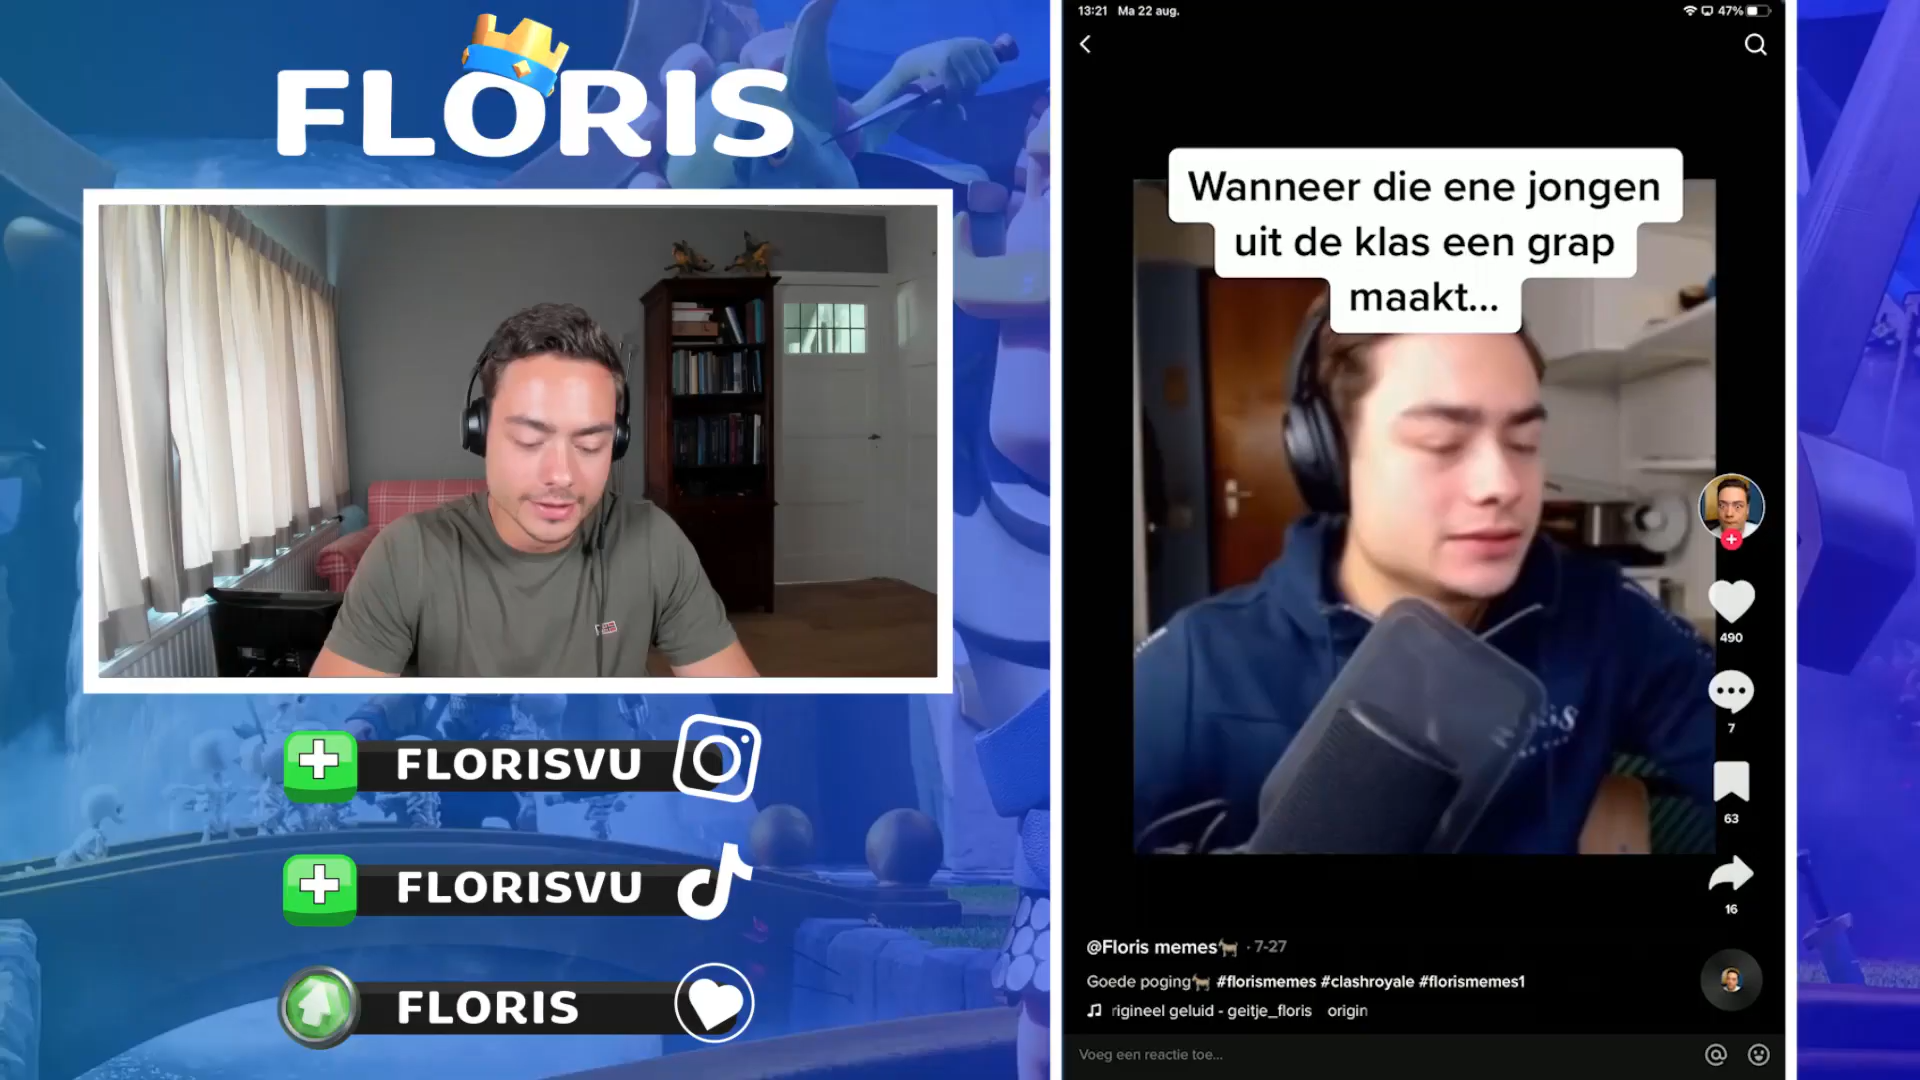 FLORIS
FLORISVU
FLORISVU
FLORIS
13:21 Ma 22 aug.
47%
Wanneer die ene jongen
uit de klas een grap
maakt...
490
7
63
16
@Floris memes🐐 · 7-27
Goede poging🐐 #florismemes #clashroyale #florismemes1
rigineel geluid - geitje_floris origin
Voeg een reactie toe...